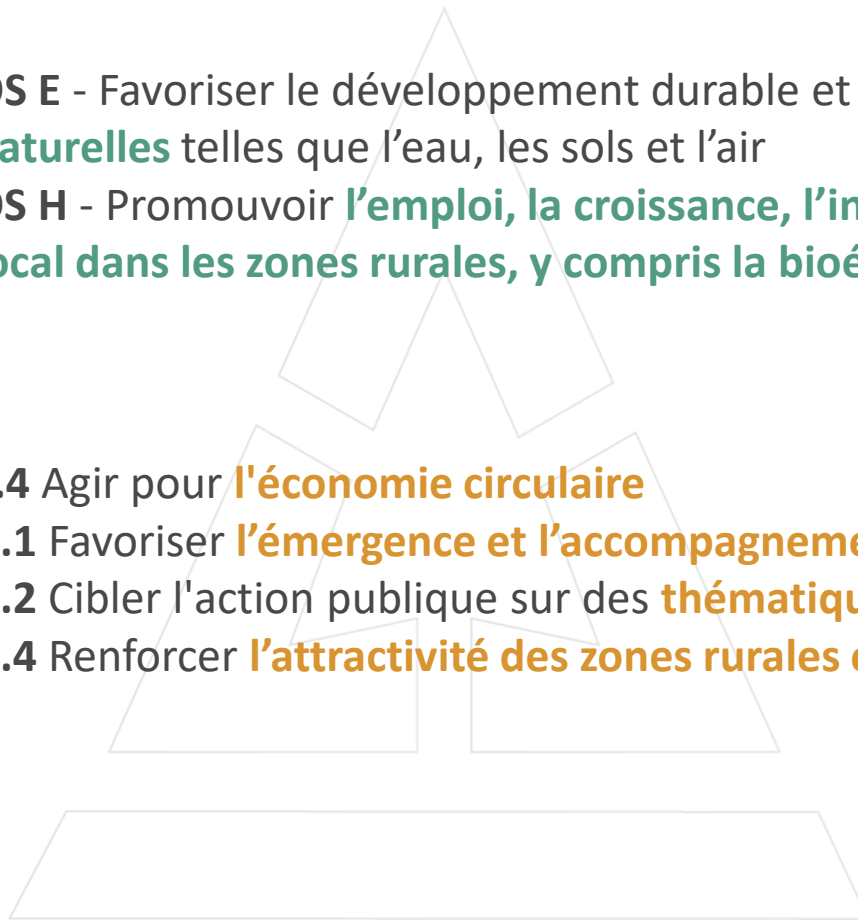 OS E - Favoriser le développement durable et
aturelles telles que l’eau, les sols et l’air
OS H - Promouvoir l’emploi, la croissance, l’in
ocal dans les zones rurales, y compris la bioé
.4 Agir pour l'économie circulaire
.1 Favoriser l’émergence et l’accompagneme
.2 Cibler l'action publique sur des thématiqu
.4 Renforcer l’attractivité des zones rurales